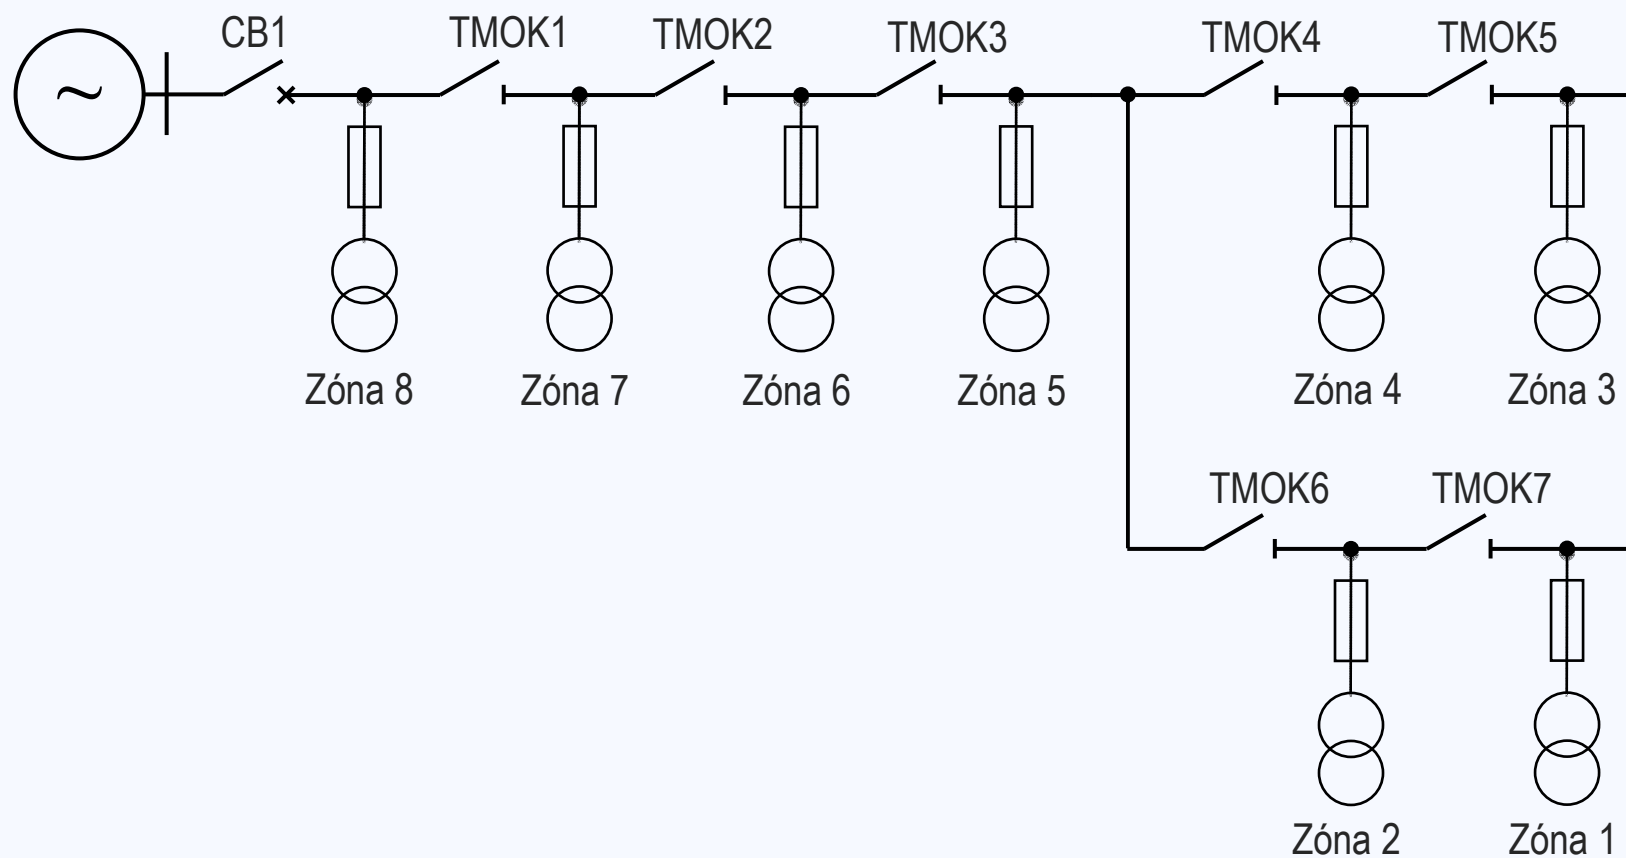 CB1
TMOK1
TMOK2
TMOK3
TMOK4
TMOK5
~
Zóna 8
Zóna 7
Zóna 6
Zóna 5
Zóna 4
Zóna 3
TMOK6
TMOK7
Zóna 2
Zóna 1